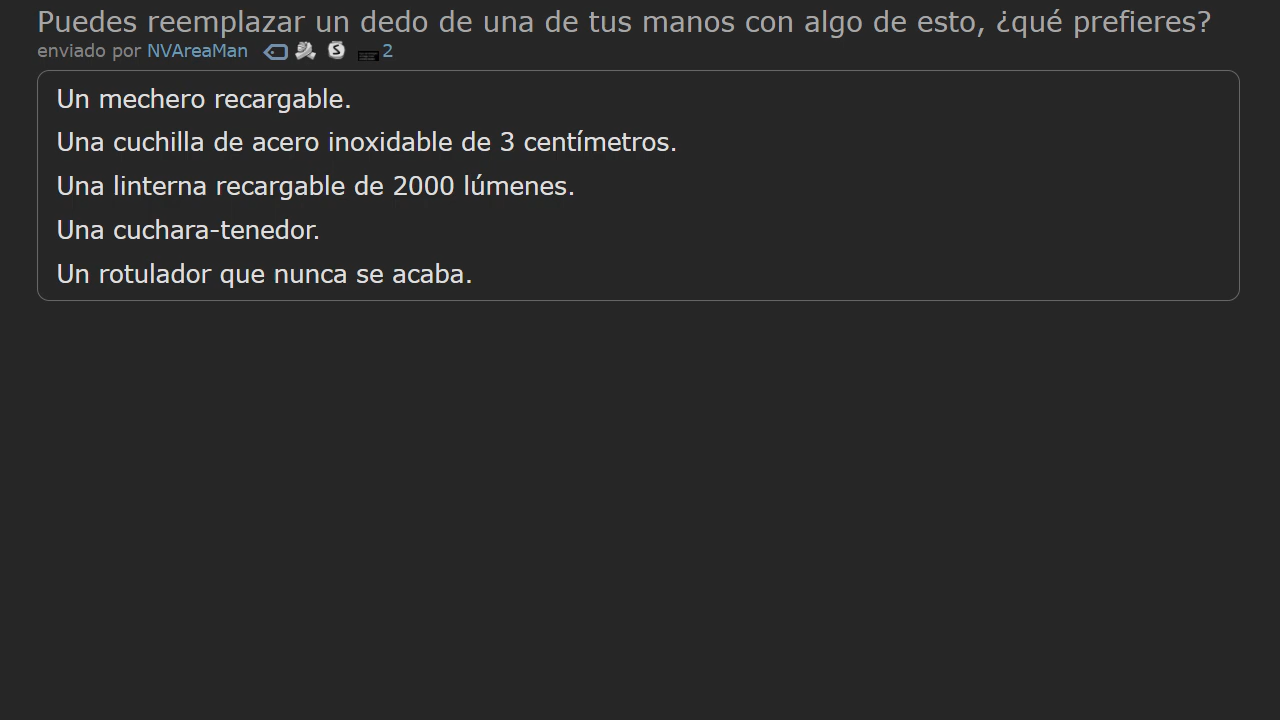 Puedes reemplazar un dedo de una de tus manos con algo de esto, ¿qué prefieres?
enviado por NVAreaMan 2
Un mechero recargable.
Una cuchilla de acero inoxidable de 3 centímetros.
Una linterna recargable de 2000 lúmenes.
Una cuchara-tenedor.
Un rotulador que nunca se acaba.